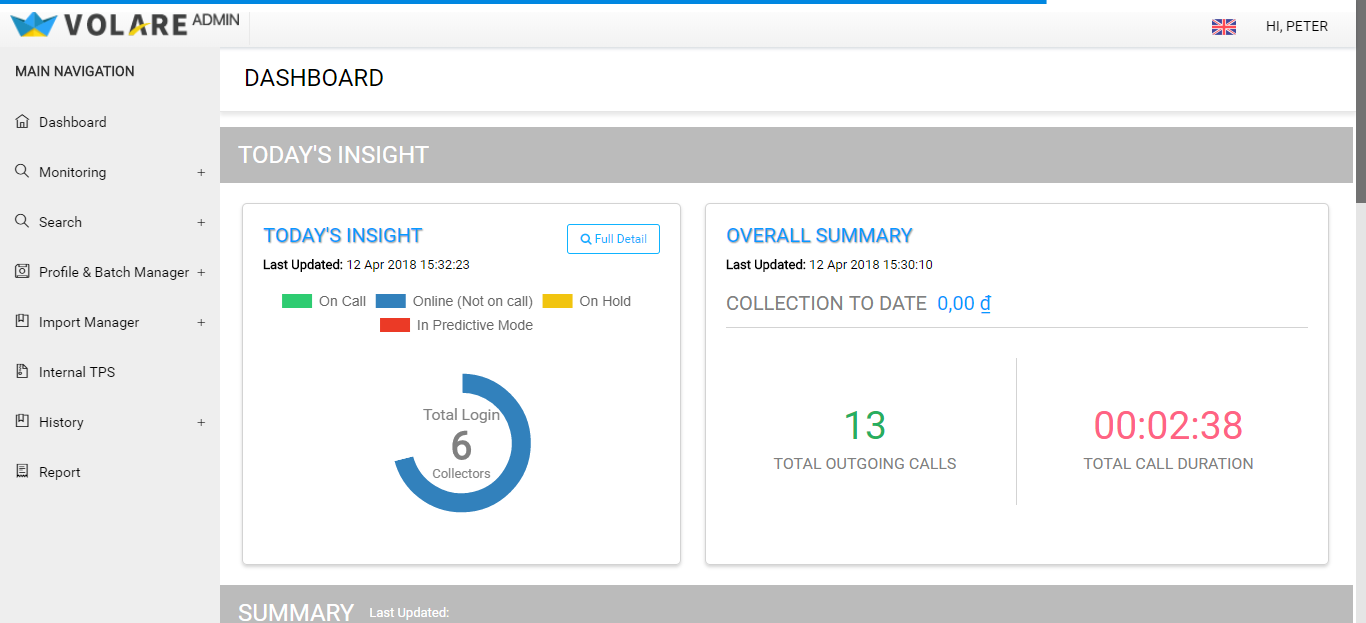 VOLARE ADMIN
HI, PETER
MAIN NAVIGATION
Dashboard
Monitoring +
Search +
Profile & Batch Manager +
Import Manager +
Internal TPS
History +
Report
DASHBOARD
TODAY'S INSIGHT
TODAY'S INSIGHT
Full Detail
Last Updated: 12 Apr 2018 15:32:23
On Call Online (Not on call) On Hold
In Predictive Mode
Total Login
6
Collectors
OVERALL SUMMARY
Last Updated: 12 Apr 2018 15:30:10
COLLECTION TO DATE 0,00 ₫
13
TOTAL OUTGOING CALLS
00:02:38
TOTAL CALL DURATION
SUMMARY Last Updated: